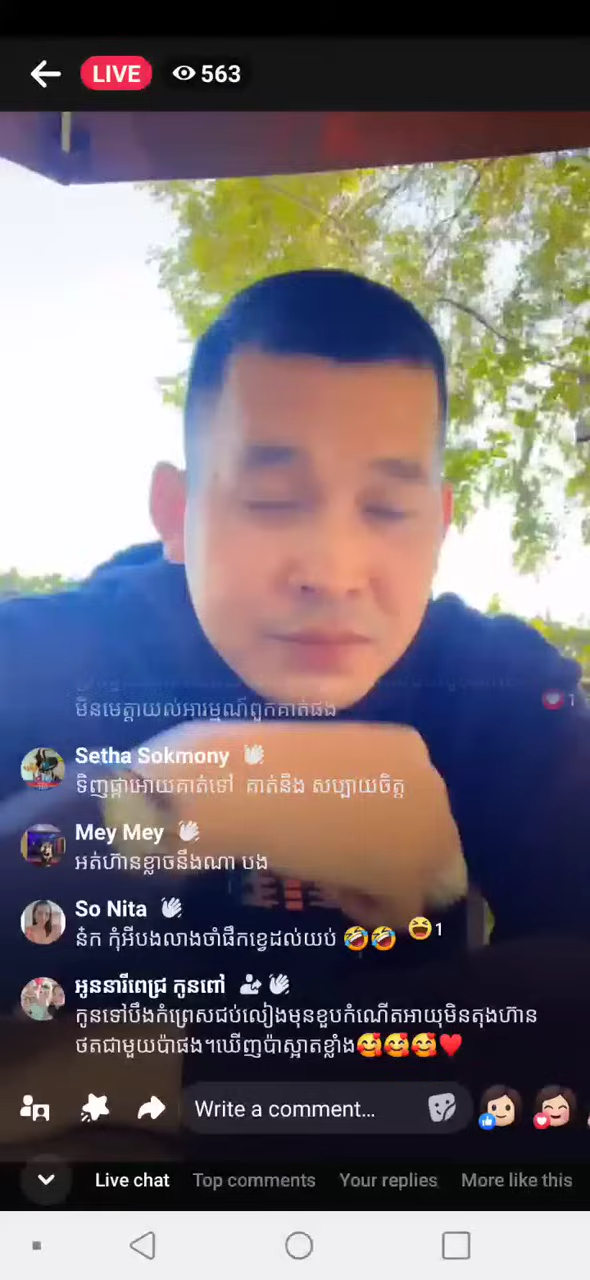 LIVE 563
មិនមេត្តាយល់អារម្មណ៍ពួកគាត់ផង
1
Setha Sokmony
ទិញផ្កាអោយគាត់ទៅ គាត់នឹង សប្បាយចិត្ត
Mey Mey
អត់ហ៊ានខ្លាចនឹងណា បង
So Nita
ន៎ក កុំអីបងលាងចាំផឹកខ្វេដល់យប់ 🤣🤣 😆1
អូននារីពេជ្រ កូនពៅ
កូនទៅបឹងកំព្រេសជប់លៀងមុនខួបកំណើតអាយុមិនតុងហ៊ាន
ថតជាមួយប៉ាផង។ឃើញប៉ាស្អាតខ្លាំង🥰🥰🥰♥️
Write a comment…
Live chat Top comments Your replies More like this